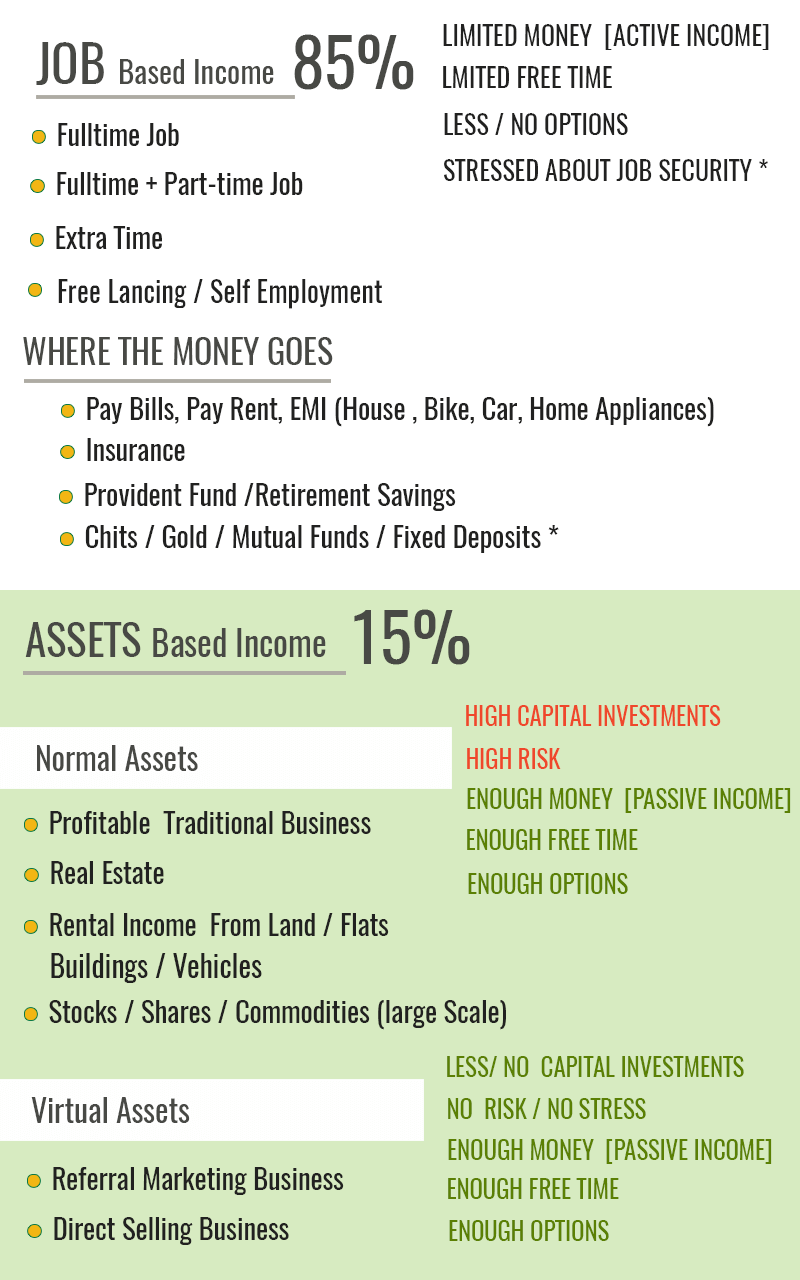 JOB Based Income 85%
LIMITED MONEY [ACTIVE INCOME]
LMITED FREE TIME
LESS / NO OPTIONS
STRESSED ABOUT JOB SECURITY *
Fulltime Job
Fulltime + Part-time Job
Extra Time
Free Lancing / Self Employment
WHERE THE MONEY GOES
Pay Bills, Pay Rent, EMI (House , Bike, Car, Home Appliances)
Insurance
Provident Fund /Retirement Savings
Chits / Gold / Mutual Funds / Fixed Deposits *
ASSETS Based Income 15%
HIGH CAPITAL INVESTMENTS
HIGH RISK
ENOUGH MONEY [PASSIVE INCOME]
ENOUGH FREE TIME
ENOUGH OPTIONS
Normal Assets
Profitable Traditional Business
Real Estate
Rental Income From Land / Flats
Buildings / Vehicles
Stocks / Shares / Commodities (large Scale)
LESS/ NO CAPITAL INVESTMENTS
NO RISK / NO STRESS
ENOUGH MONEY [PASSIVE INCOME]
ENOUGH FREE TIME
ENOUGH OPTIONS
Virtual Assets
Referral Marketing Business
Direct Selling Business